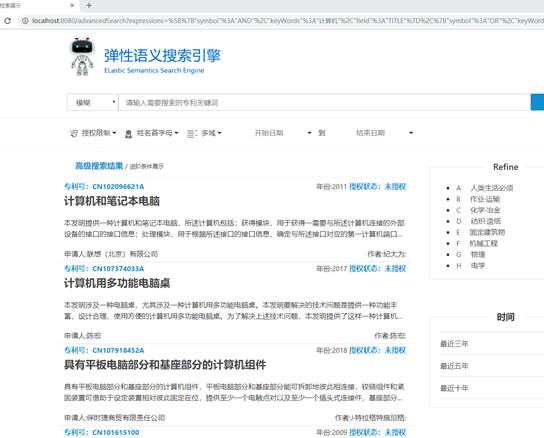 检索展示
localhost:8080/advancedSearch/expressions=%5B%7B"symbol"%3A"AND"%2C"keyWords"%3A"计算机"%2C"field"%3A"TITLE"%7D%2C%7B"symbol"%3A"OR"%2C"keyWord
弹性语义搜索引擎
ELastic Semantics Search Engine
模糊 请输入需要搜索的专利关键词
授权限制 姓名首字母 多域 开始日期 到 结束日期
高级搜索结果 / 进阶条件展示
专利号：CN102096621A 年份:2011 授权状态：未授权
计算机和笔记本电脑
本发明提供一种计算机和笔记本电脑，所述计算机包括：获得模块，用于获得一需要与所述计算机连接的外部
设备的接口的接口信息；处理模块，用于根据所述接口的接口信息，确定与所述接口对应的第一计算机端口...
申请人:联想（北京）有限公司 作者:纪大为:
专利号：CN107374033A 年份:2017 授权状态：未授权
计算机用多功能电脑桌
本发明涉及一种电脑桌，尤其涉及一种计算机用多功能电脑桌。本发明要解决的技术问题是提供一种功能丰
富、设计合理、使用方便的计算机用多功能电脑桌。为了解决上述技术问题，本发明提供了这样一种计算机...
申请人:陈宏 作者:陈宏:
专利号：CN107918452A 年份:2018 授权状态：未授权
具有平板电脑部分和基座部分的计算机组件
具有平板电脑部分和基座部分的计算机组件，平板电脑部分和基座部分能可拆卸地彼此相连接，铰链组件和紧
固装置可借助于设定装置相对彼此固定在位，提供至少一个电触点对以及至少一个插头式连接件，基座部分...
申请人:保时捷商贸有限责任公司 作者:J·特拉格特施尼格:
专利号：CN101615100 年份:2009 授权状态：未授权
Refine
A 人类生活必须
B 作业·运输
C 化学·冶金
D 纺织·造纸
E 固定建筑物
F 机械工程
G 物理
H 电学
时间
最近三年
最近五年
最近十年